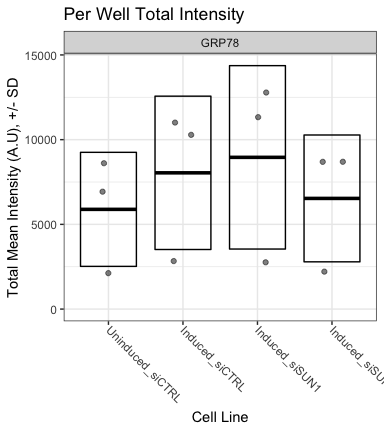 Per Well Total Intensity
GRP78
Total Mean Intensity (A.U), +/- SD
15000
10000
5000
0
Uninduced_siCTRL
Induced_siCTRL
Induced_siSUN1
Cell Line